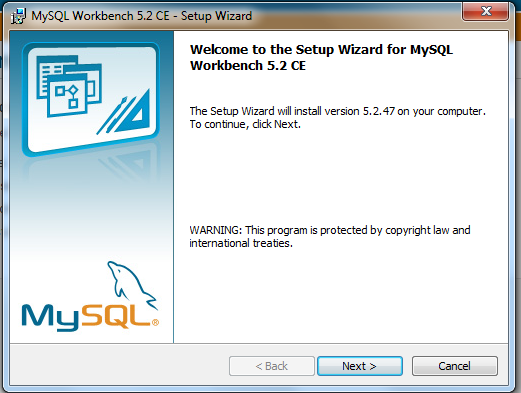 MySQL Workbench 5.2 CE - Setup Wizard
Welcome to the Setup Wizard for MySQL
Workbench 5.2 CE
The Setup Wizard will install version 5.2.47 on your computer.
To continue, click Next.
WARNING: This program is protected by copyright law and
international treaties.
MySQL®
< Back
Next >
Cancel